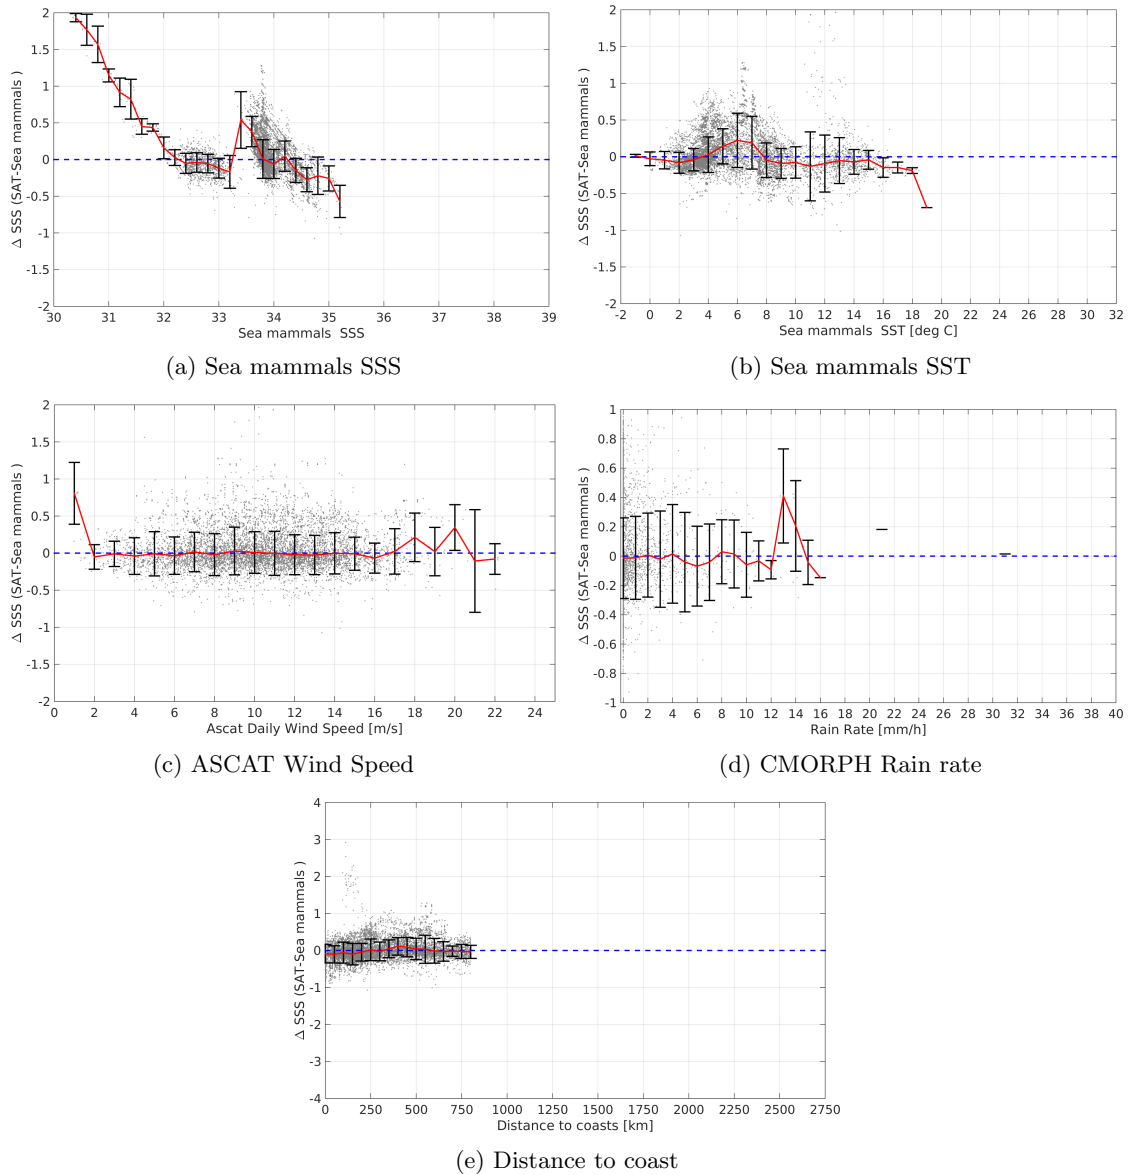 2
1.5
1
0.5
0
-0.5
-1
-1.5
-2
30 31 32 33 34 35 36 37 38 39
Δ SSS (SAT-Sea mammals )
Sea mammals SSS
(a) Sea mammals SSS
2
1.5
1
0.5
0
-0.5
-1
-1.5
-2
-2 0 2 4 6 8 10 12 14 16 18 20 22 24 26 28 30 32
Δ SSS (SAT-Sea mammals )
Sea mammals SST [deg C]
(b) Sea mammals SST
2
1.5
1
0.5
0
-0.5
-1
-1.5
-2
0 2 4 6 8 10 12 14 16 18 20 22 24
Δ SSS (SAT-Sea mammals )
Ascat Daily Wind Speed [m/s]
(c) ASCAT Wind Speed
1
0.8
0.6
0.4
0.2
0
-0.2
-0.4
-0.6
-0.8
-1
0 2 4 6 8 10 12 14 16 18 20 22 24 26 28 30 32 34 36 38 40
Δ SSS (SAT-Sea mammals )
Rain Rate [mm/h]
(d) CMORPH Rain rate
4
3
2
1
0
-1
-2
-3
-4
0 250 500 750 1000 1250 1500 1750 2000 2250 2500 2750
Δ SSS (SAT-Sea mammals )
Distance to coasts [km]
(e) Distance to coast